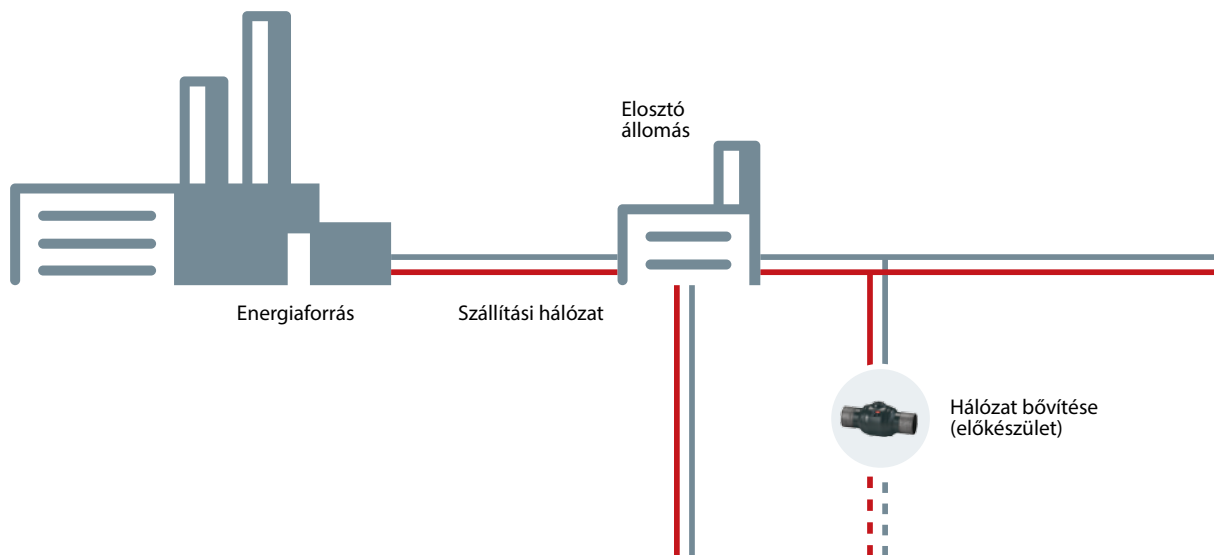 Elosztó
állomás
Energiaforrás
Szállítási hálózat
Hálózat bővítése
(előkészület)